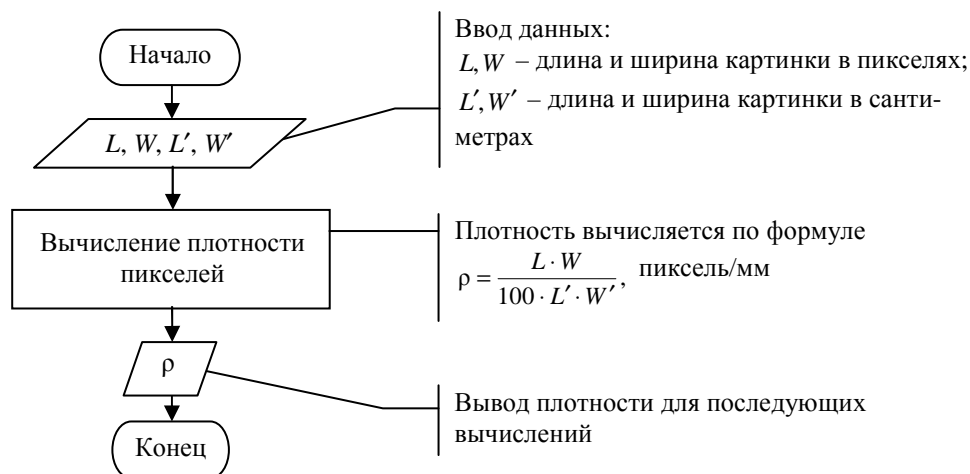 Начало
L, W, L′, W′
Вычисление плотности
пикселей
ρ
Конец
Ввод данных:
L, W – длина и ширина картинки в пикселях;
L′, W′ – длина и ширина картинки в санти-
метрах
Плотность вычисляется по формуле
ρ = L · W / 100 · L′ · W′, пиксель/мм
Вывод плотности для последующих
вычислений